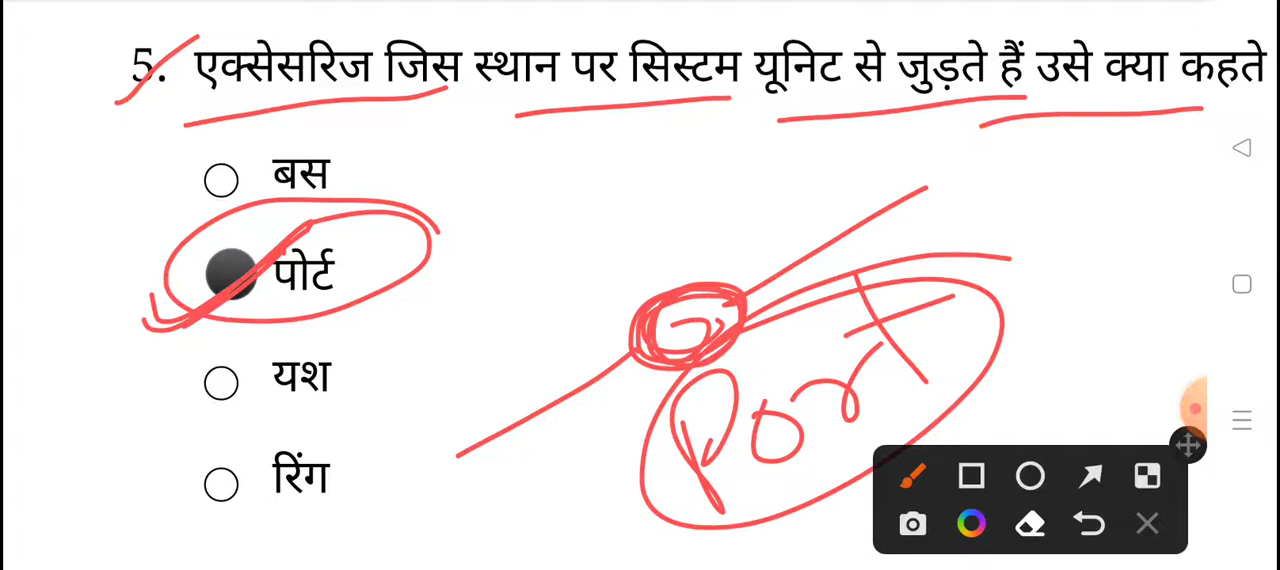 5. एक्सेसरिज जिस स्थान पर सिस्टम यूनिट से जुड़ते हैं उसे क्या कहते
बस
पोर्ट
यश
रिंग
Port